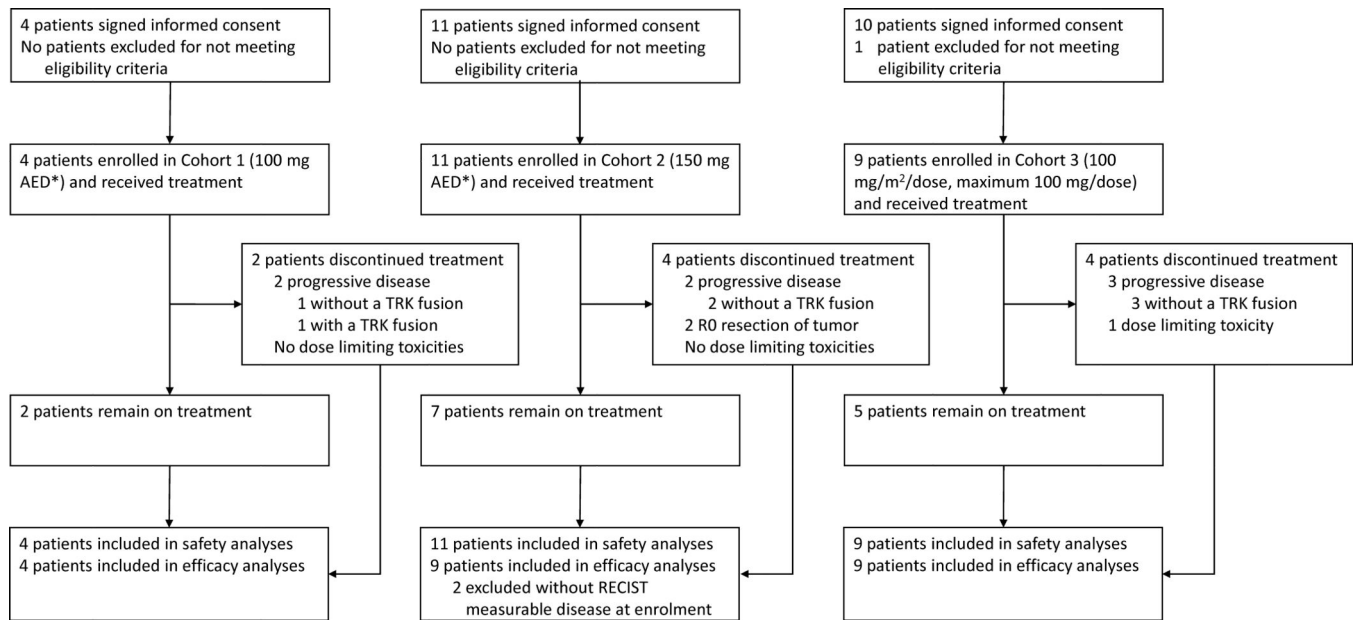 4 patients signed informed consent
No patients excluded for not meeting
eligibility criteria
4 patients enrolled in Cohort 1 (100 mg
AED*) and received treatment
2 patients discontinued treatment
2 progressive disease
1 without a TRK fusion
1 with a TRK fusion
No dose limiting toxicities
2 patients remain on treatment
4 patients included in safety analyses
4 patients included in efficacy analyses
11 patients signed informed consent
No patients excluded for not meeting
eligibility criteria
11 patients enrolled in Cohort 2 (150 mg
AED*) and received treatment
4 patients discontinued treatment
2 progressive disease
2 without a TRK fusion
2 R0 resection of tumor
No dose limiting toxicities
7 patients remain on treatment
11 patients included in safety analyses
9 patients included in efficacy analyses
2 excluded without RECIST
measurable disease at enrolment
10 patients signed informed consent
1 patient excluded for not meeting
eligibility criteria
9 patients enrolled in Cohort 3 (100
mg/m²/dose, maximum 100 mg/dose)
and received treatment
4 patients discontinued treatment
3 progressive disease
3 without a TRK fusion
1 dose limiting toxicity
5 patients remain on treatment
9 patients included in safety analyses
9 patients included in efficacy analyses